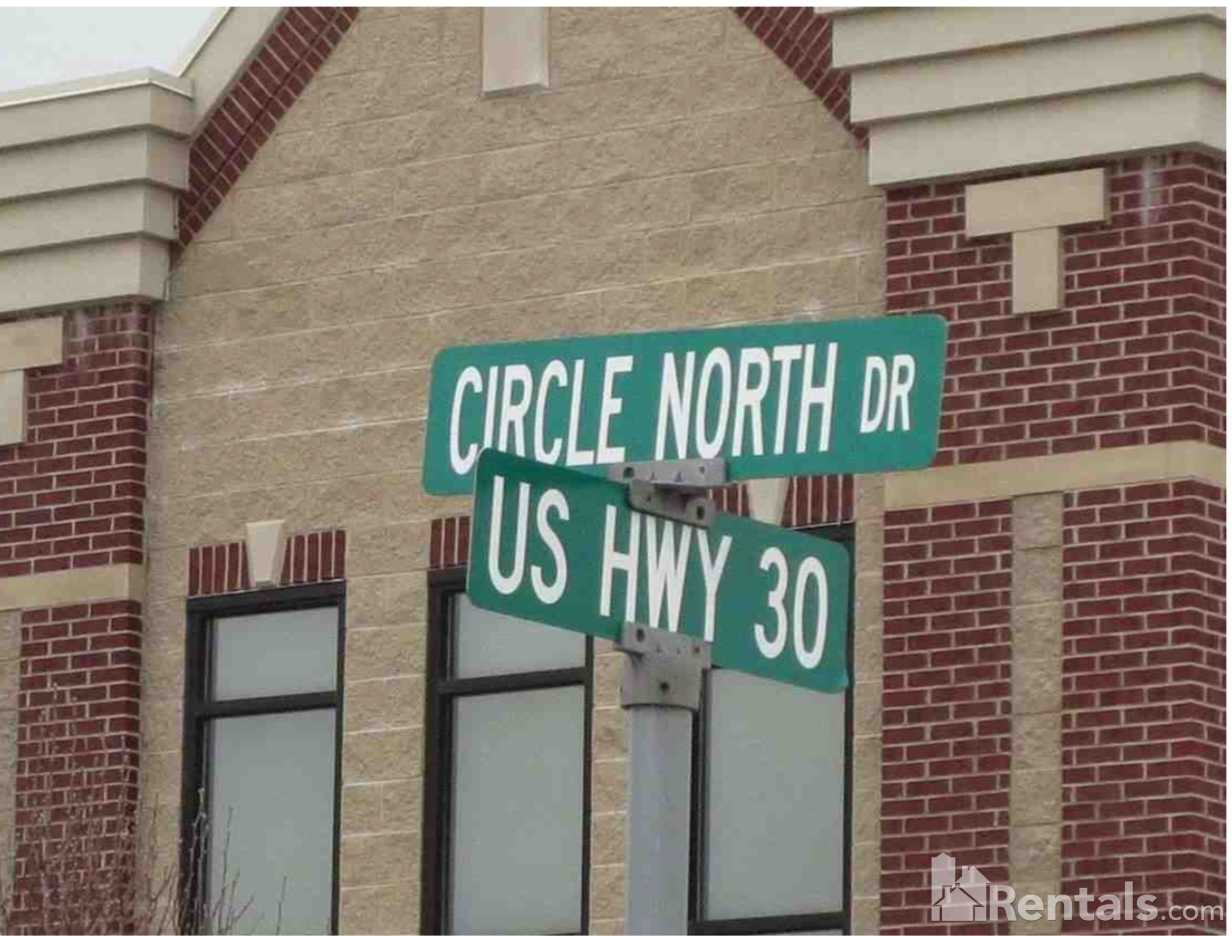 CIRCLE NORTH DR
US HWY 30
Rentals.com